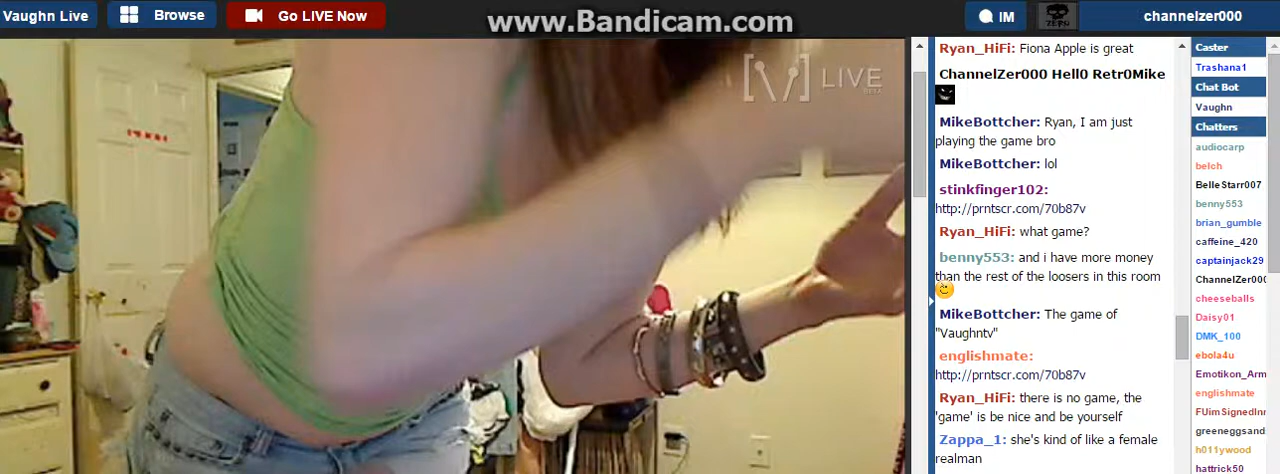 Vaughn Live
Browse
Go LIVE Now
www.Bandicam.com
IM
channelzer000
LIVE
BETA
Ryan_HiFi: Fiona Apple is great
ChannelZer000 Hell0 Retr0Mike
MikeBottcher: Ryan, I am just
playing the game bro
MikeBottcher: lol
stinkfinger102:
http://prntscr.com/70b87v
Ryan_HiFi: what game?
benny553: and i have more money
than the rest of the loosers in this room
MikeBottcher: The game of
"Vaughntv"
englishmate:
http://prntscr.com/70b87v
Ryan_HiFi: there is no game, the
'game' is be nice and be yourself
Zappa_1: she's kind of like a female
realman
Caster
Trashana1
Chat Bot
Vaughn
Chatters
audiocarp
belch
BelleStarr007
benny553
brian_gumble
caffeine_420
captainjack29
ChannelZer000
cheeseballs
Daisy01
DMK_100
ebola4u
Emotikon_Arm
englishmate
FUimSignedInn
greeneggsand
h011ywood
hattrick50